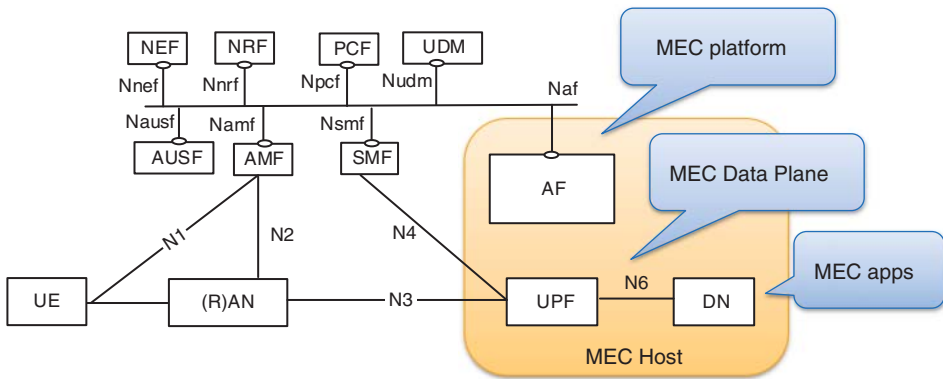 NEF
NRF
PCF
UDM
MEC platform
Nnef
Nnrf
Npcf
Nudm
Naf
Nausf
Namf
Nsmf
AUSF
AMF
SMF
AF
MEC Data Plane
N1
N2
N4
MEC apps
UE
(R)AN
N3
UPF
N6
DN
MEC Host